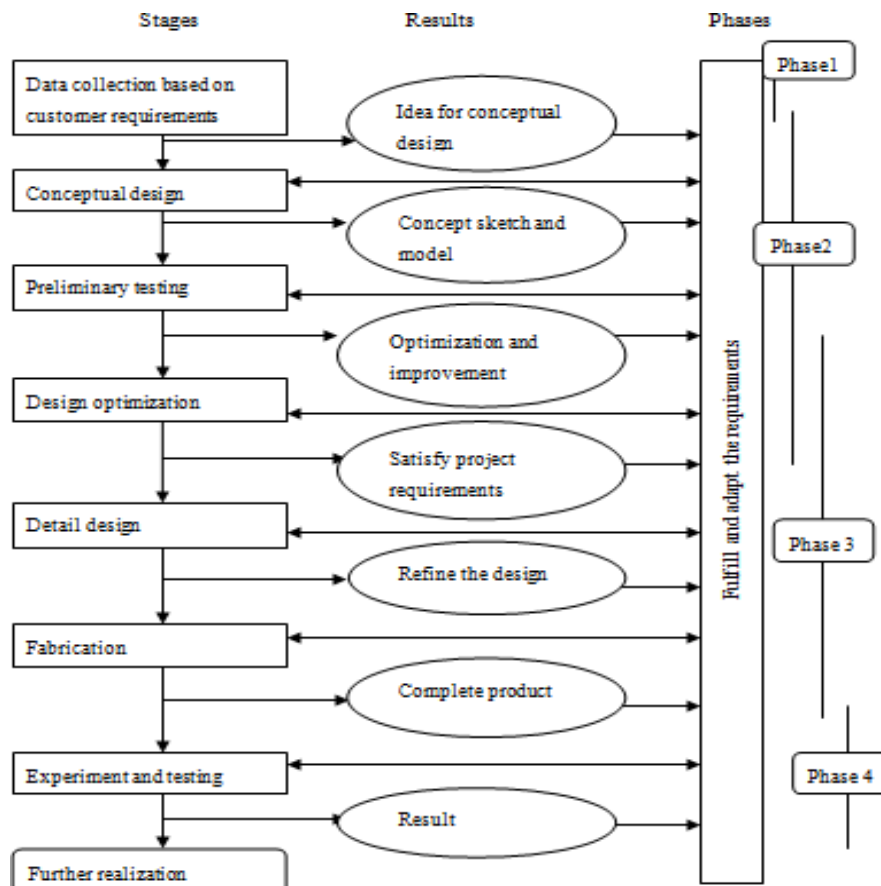 Stages
Results
Phases
Phase1
Data collection based on
customer requirements
Idea for conceptual
design
Conceptual design
Concept sketch and
model
Phase2
Preliminary testing
Optimization and
improvement
Design optimization
Satisfy project
requirements
Fulfill and adapt the requirements
Detail design
Phase 3
Refine the design
Fabrication
Complete product
Experiment and testing
Phase 4
Result
Further realization